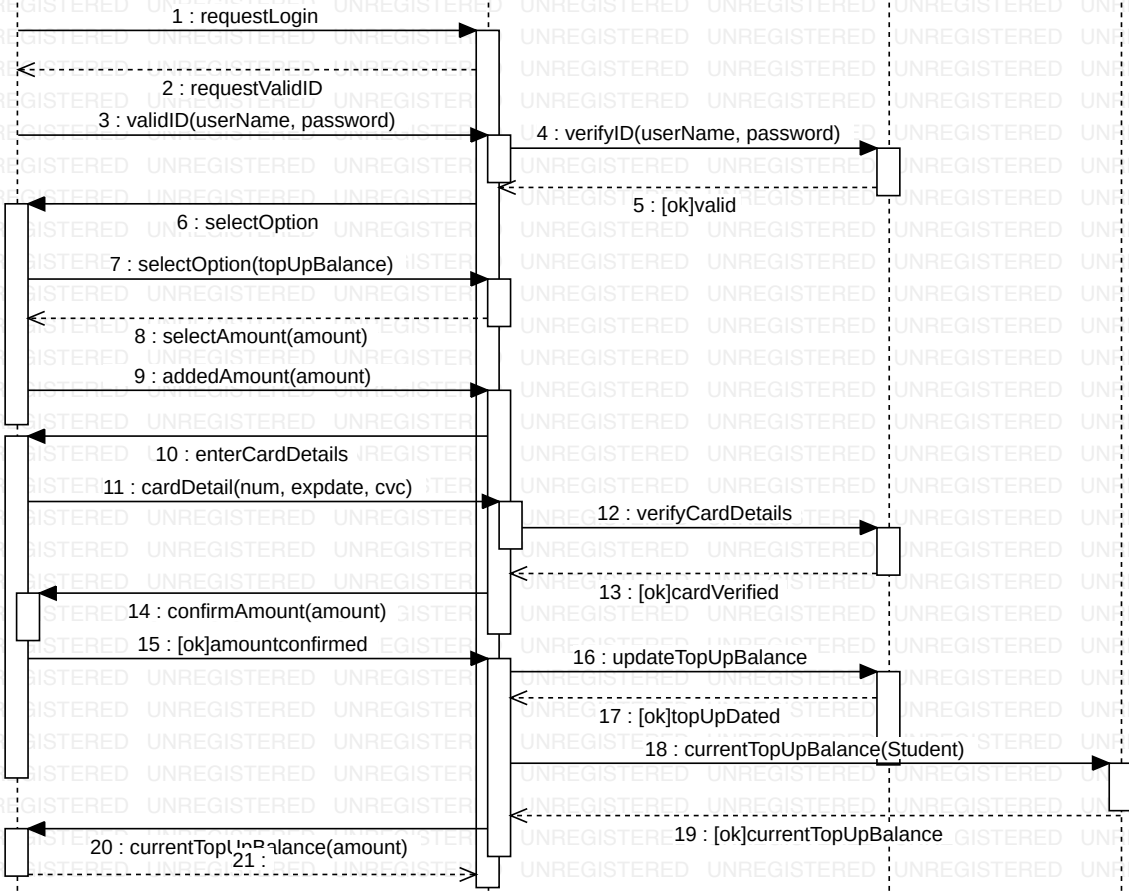 1 : requestLogin
2 : requestValidID
3 : validID(userName, password)
4 : verifyID(userName, password)
5 : [ok]valid
6 : selectOption
7 : selectOption(topUpBalance)
8 : selectAmount(amount)
9 : addedAmount(amount)
10 : enterCardDetails
11 : cardDetail(num, expdate, cvc)
12 : verifyCardDetails
13 : [ok]cardVerified
14 : confirmAmount(amount)
15 : [ok]amountconfirmed
16 : updateTopUpBalance
17 : [ok]topUpDated
18 : currentTopUpBalance(Student)
19 : [ok]currentTopUpBalance
20 : currentTopUpBalance(amount)
21 :
UNREGISTERED